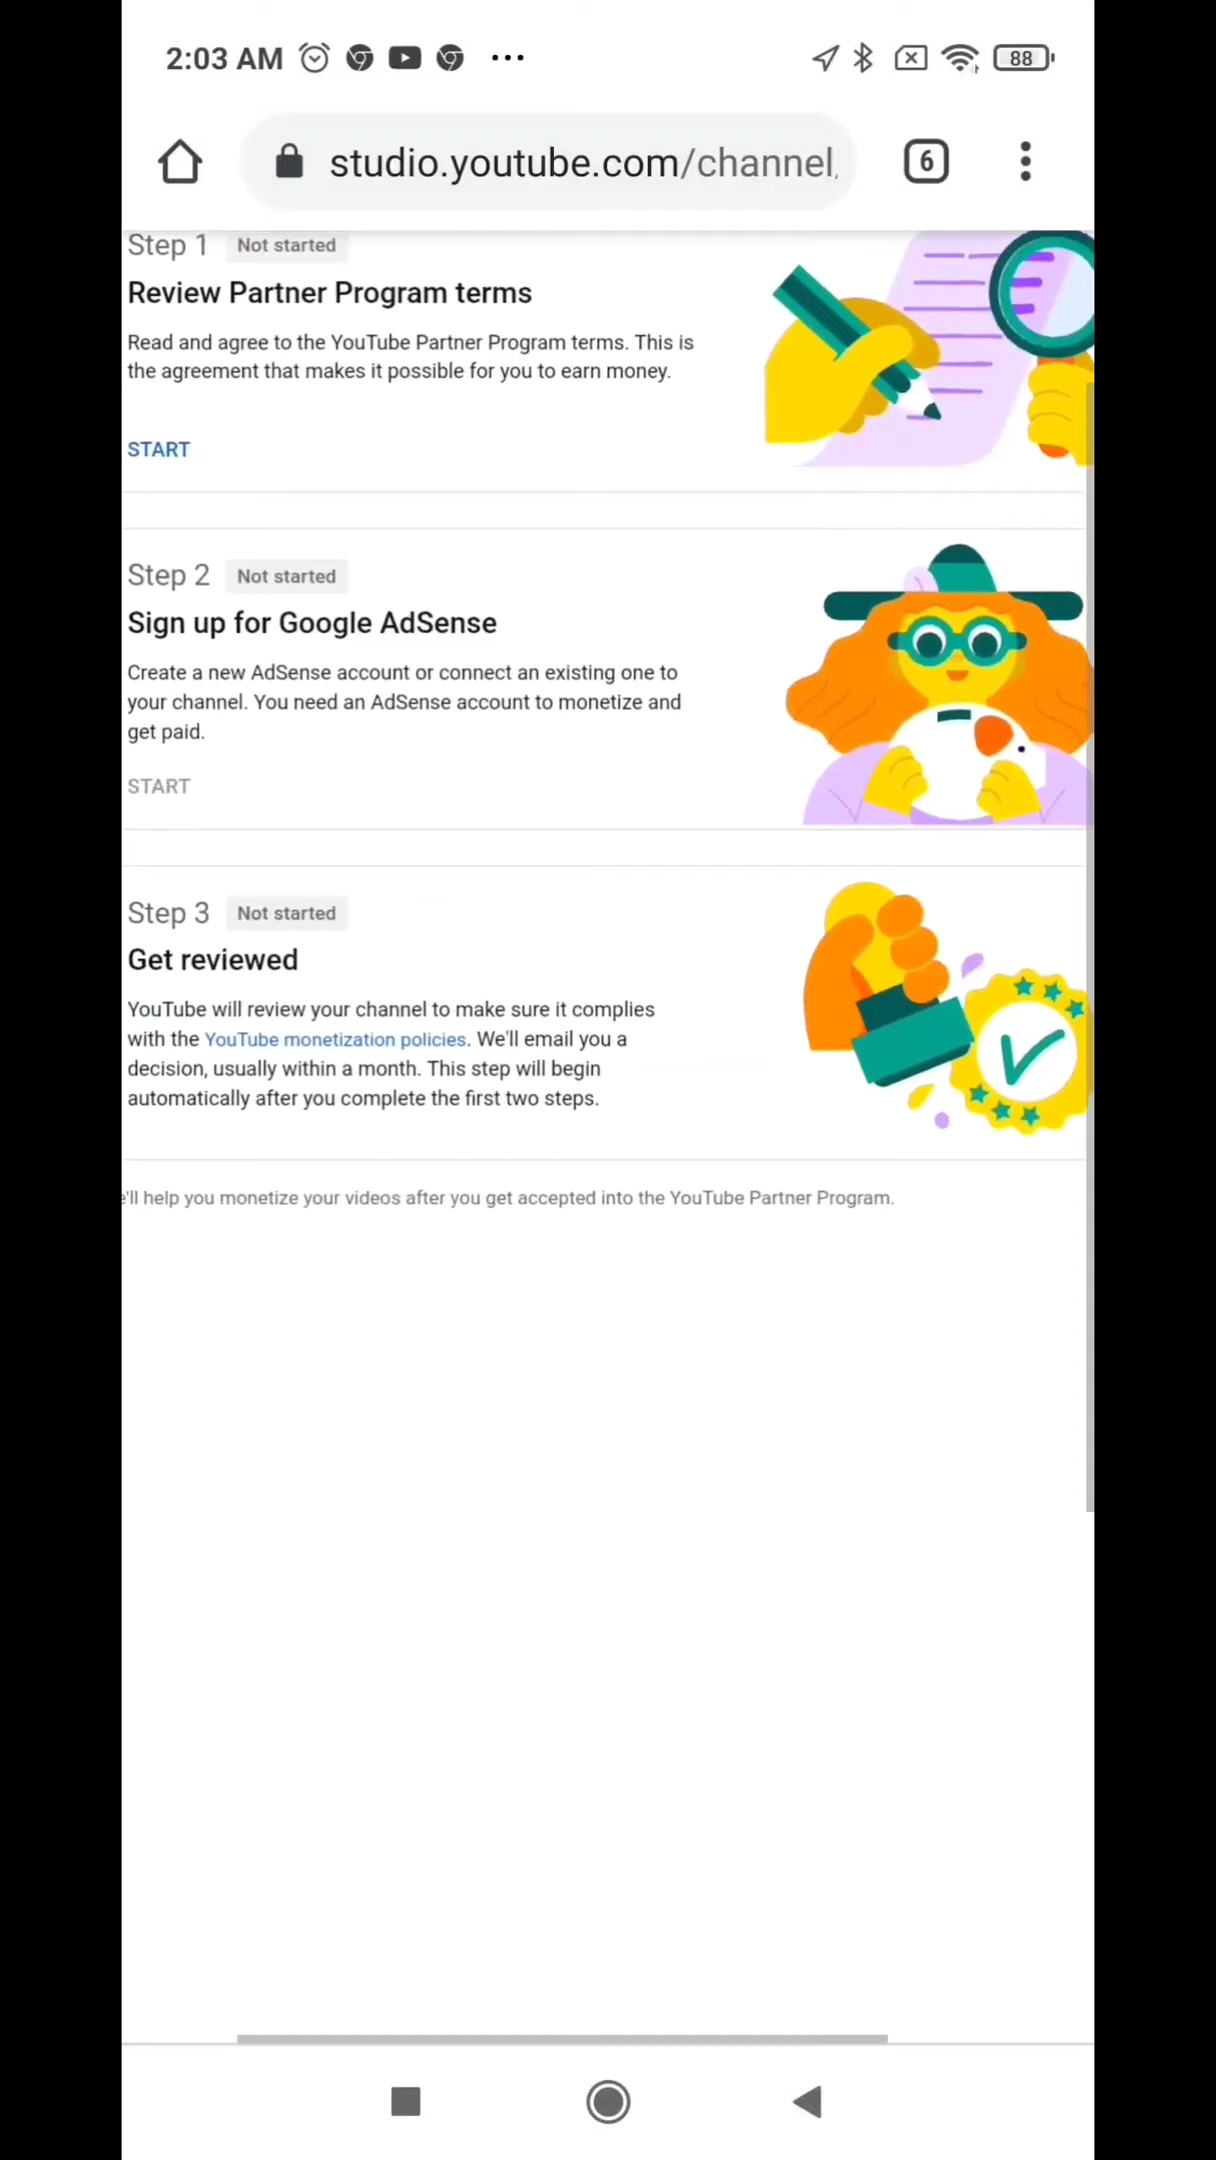 2:03 AM
88
studio.youtube.com/channel
6
Step 1 Not started
Review Partner Program terms
Read and agree to the YouTube Partner Program terms. This is
the agreement that makes it possible for you to earn money.
START
Step 2 Not started
Sign up for Google AdSense
Create a new AdSense account or connect an existing one to
your channel. You need an AdSense account to monetize and
get paid.
START
Step 3 Not started
Get reviewed
YouTube will review your channel to make sure it complies
with the YouTube monetization policies. We'll email you a
decision, usually within a month. This step will begin
automatically after you complete the first two steps.
'll help you monetize your videos after you get accepted into the YouTube Partner Program.